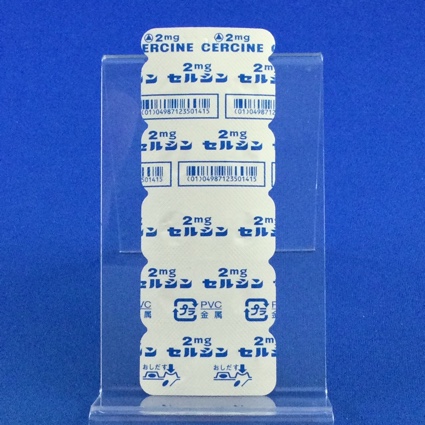 2mg 2mg
CERCINE CERCINE C
2mg 2mg
シン セルシン セル
(01)04987123501415
2mg 2mg
セルシン セルシン
(01)04987123501415
2mg 2mg
シン セルシン セル
2mg 2mg
セルシン セルシン
プラ PVC 金属 プラ
2mg 2mg
シン セルシン セル
おしだす おしだす